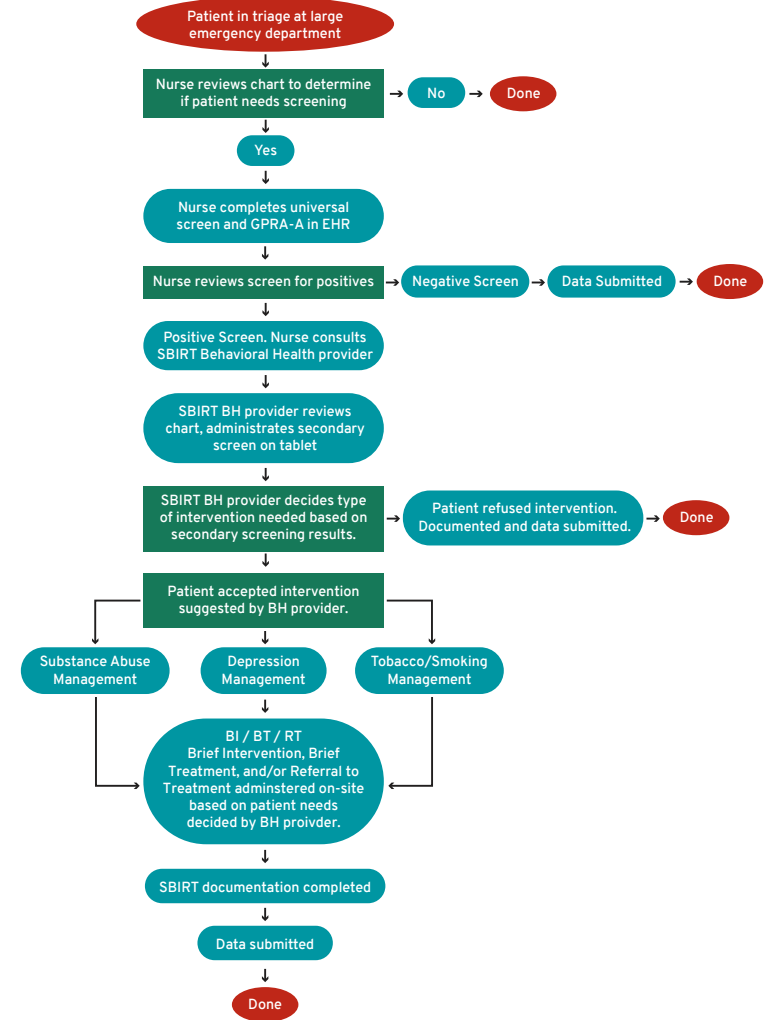 Patient in triage at large
emergency department
Nurse reviews chart to determine
if patient needs screening
No
Done
Yes
Nurse completes universal
screen and GPRA-A in EHR
Nurse reviews screen for positives
Negative Screen
Data Submitted
Done
Positive Screen. Nurse consults
SBIRT Behavioral Health provider
SBIRT BH provider reviews
chart, administrates secondary
screen on tablet
SBIRT BH provider decides type
of intervention needed based on
secondary screening results.
Patient refused intervention.
Documented and data submitted.
Done
Patient accepted intervention
suggested by BH provider.
Substance Abuse
Management
Depression
Management
Tobacco/Smoking
Management
BI / BT / RT
Brief Intervention, Brief
Treatment, and/or Referral to
Treatment adminstered on-site
based on patient needs
decided by BH proivder.
SBIRT documentation completed
Data submitted
Done